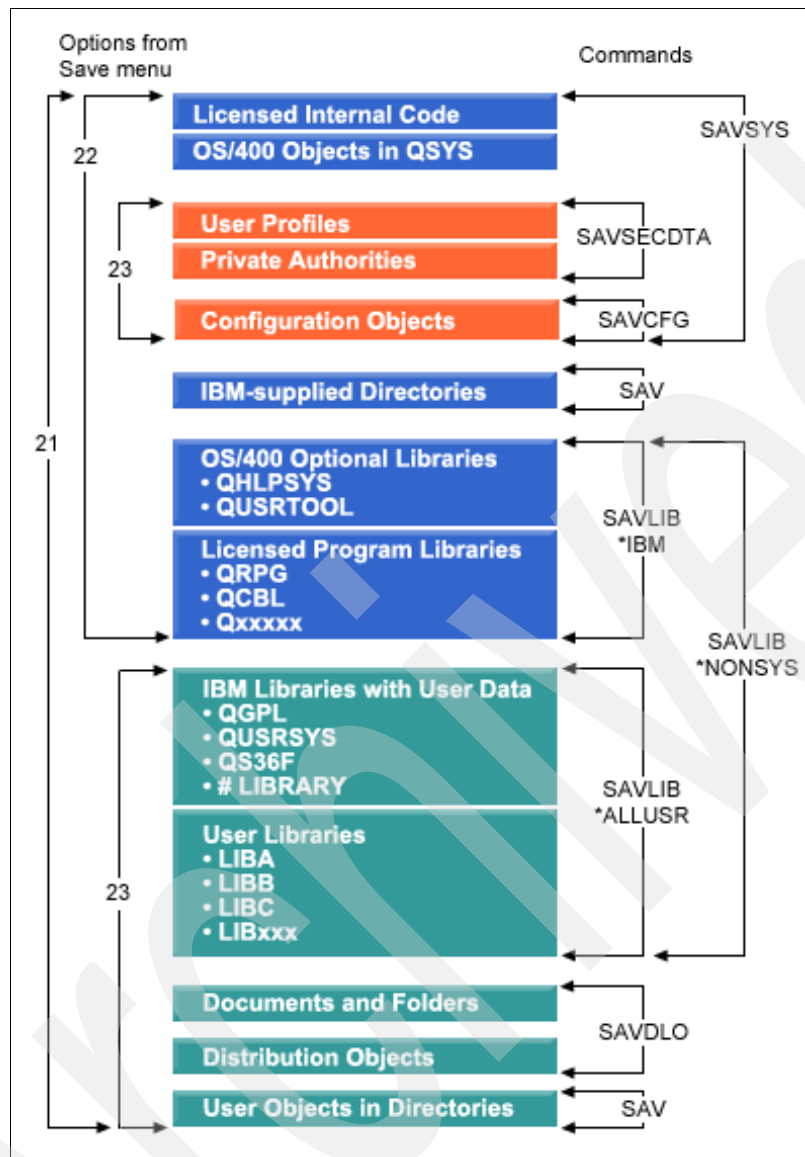 Options from
Save menu
Commands
Licensed Internal Code
OS/400 Objects in QSYS
22
SAVSYS
User Profiles
Private Authorities
23
SAVSECDTA
Configuration Objects
SAVCFG
IBM-supplied Directories
SAV
21
OS/400 Optional Libraries
• QHLPSYS
• QUSRTOOL
Licensed Program Libraries
• QRPG
• QCBL
• Qxxxxx
SAVLIB
*IBM
SAVLIB
*NONSYS
IBM Libraries with User Data
• QGPL
• QUSRSYS
• QS36F
• # LIBRARY
User Libraries
• LIBA
• LIBB
• LIBC
• LIBxxx
SAVLIB
*ALLUSR
23
Documents and Folders
Distribution Objects
SAVDLO
User Objects in Directories
SAV